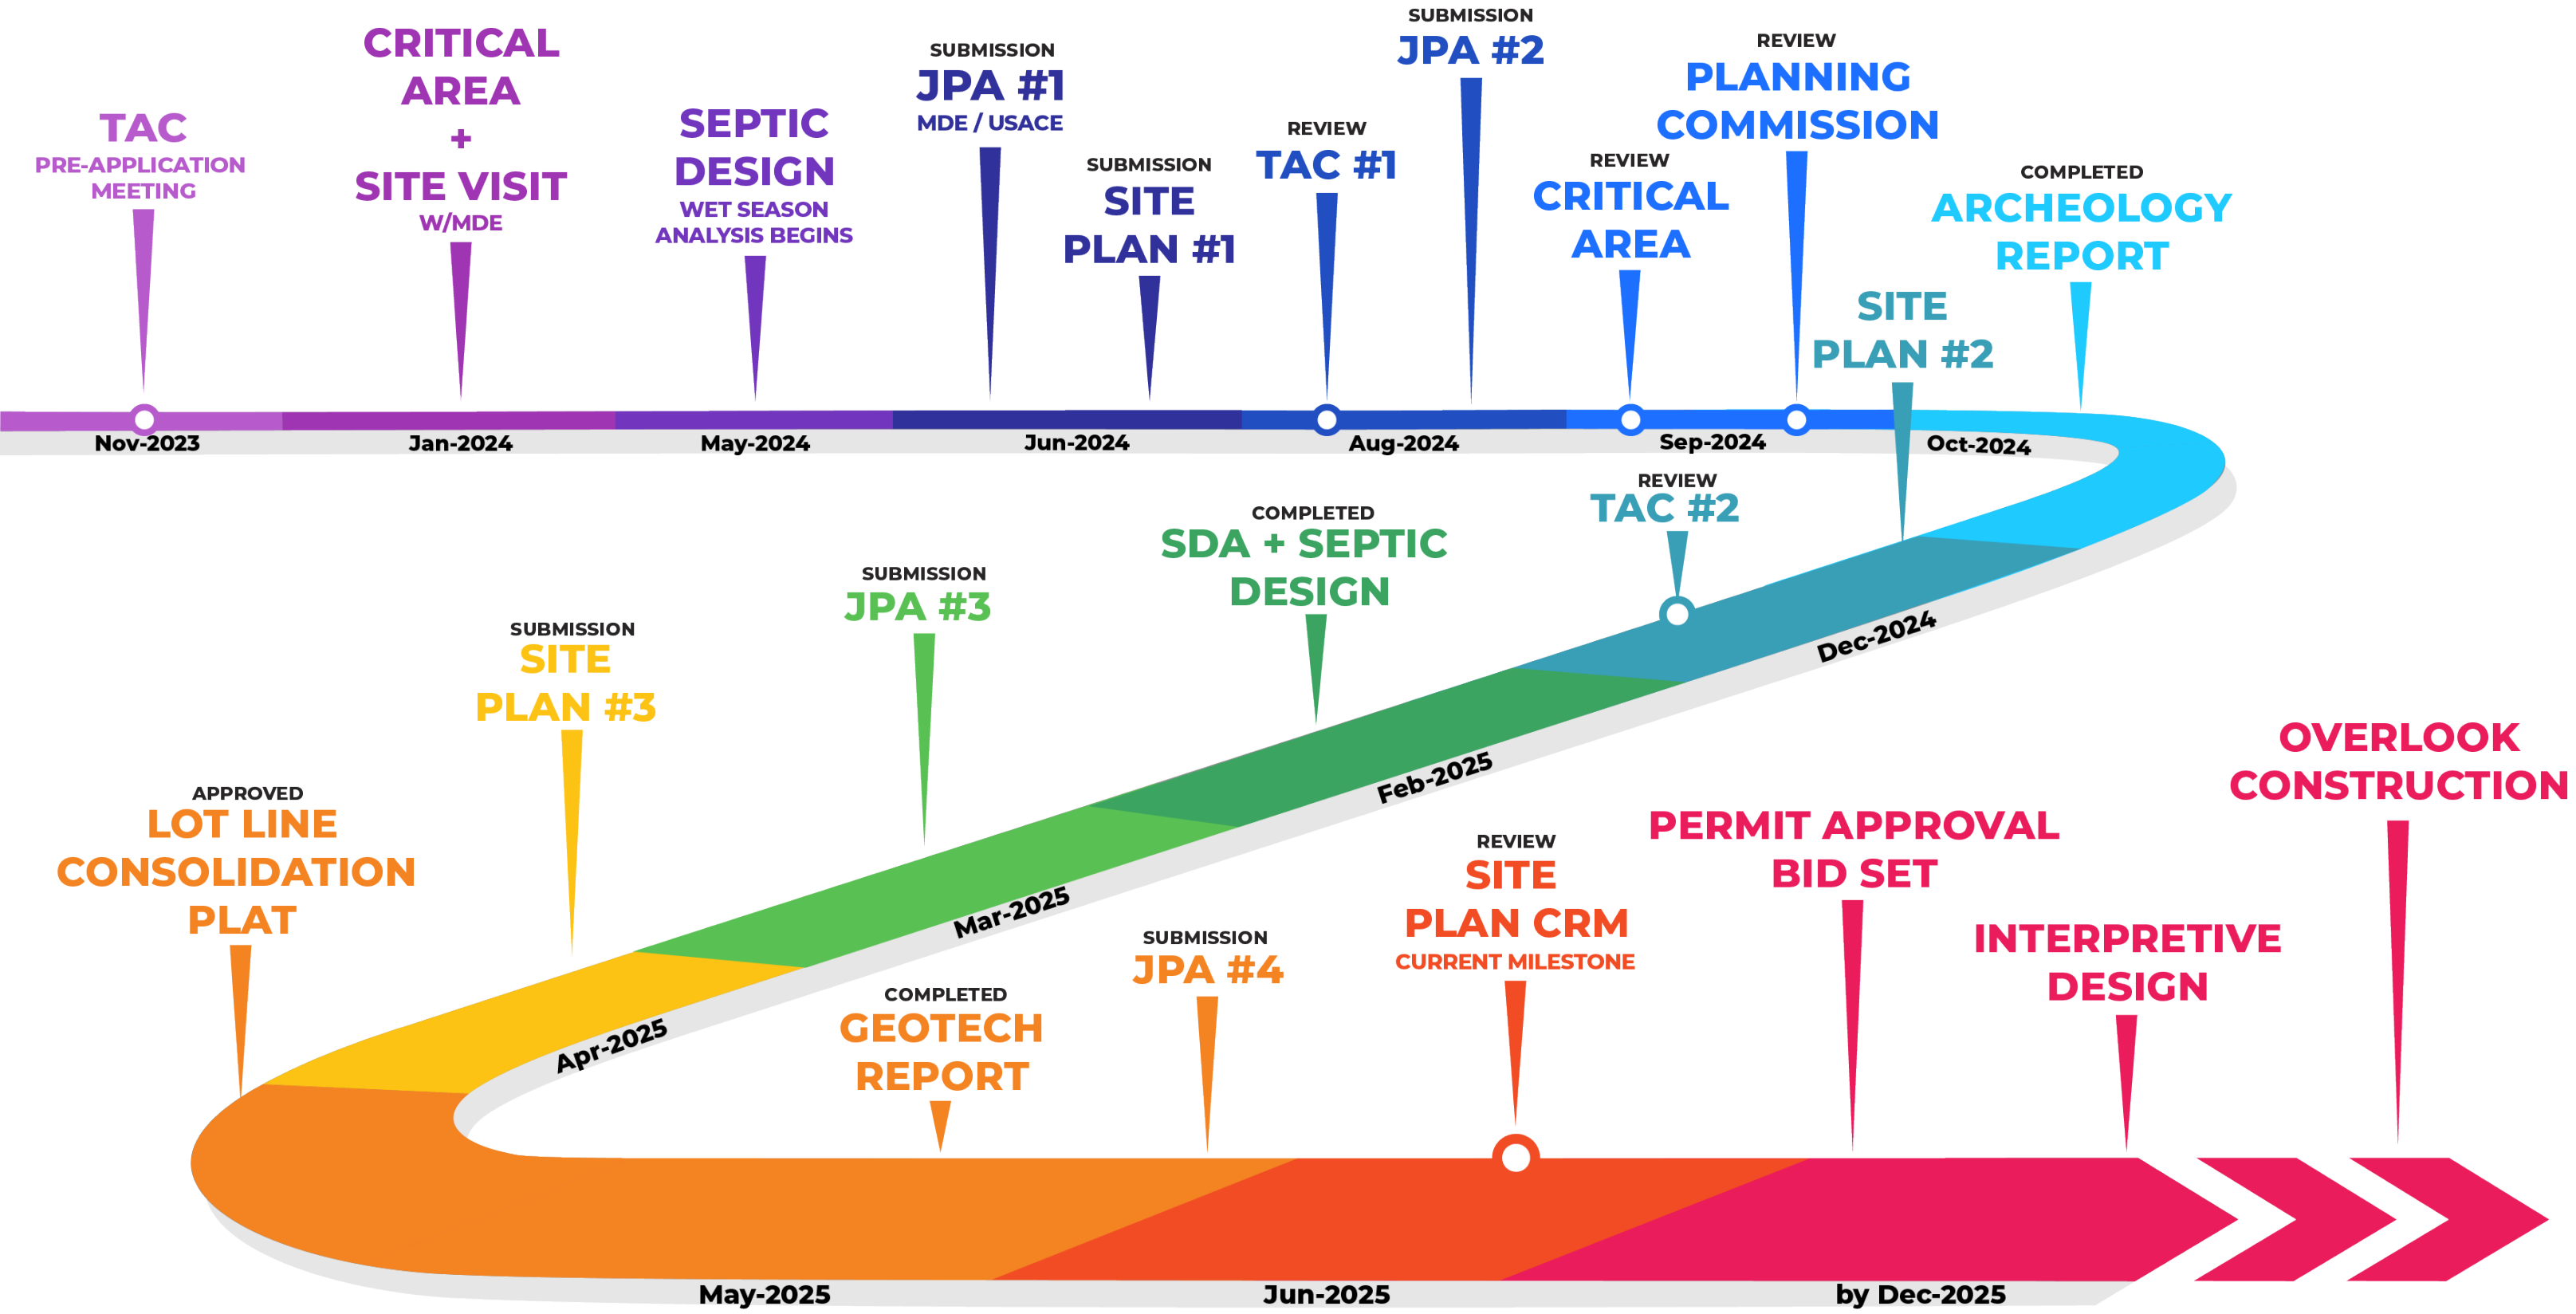 TAC
PRE-APPLICATION
MEETING
CRITICAL
AREA
+
SITE VISIT
W/MDE
SEPTIC
DESIGN
WET SEASON
ANALYSIS BEGINS
SUBMISSION
JPA #1
MDE / USACE
SUBMISSION
SITE
PLAN #1
REVIEW
TAC #1
SUBMISSION
JPA #2
REVIEW
CRITICAL
AREA
REVIEW
PLANNING
COMMISSION
COMPLETED
ARCHEOLOGY
REPORT
Nov-2023
Jan-2024
May-2024
Jun-2024
Aug-2024
Sep-2024
Oct-2024
SITE
PLAN #2
REVIEW
TAC #2
Dec-2024
COMPLETED
SDA + SEPTIC
DESIGN
Feb-2025
SUBMISSION
JPA #3
Mar-2025
SUBMISSION
SITE
PLAN #3
Apr-2025
APPROVED
LOT LINE
CONSOLIDATION
PLAT
COMPLETED
GEOTECH
REPORT
SUBMISSION
JPA #4
REVIEW
SITE
PLAN CRM
CURRENT MILESTONE
PERMIT APPROVAL
BID SET
INTERPRETIVE
DESIGN
OVERLOOK
CONSTRUCTION
May-2025
Jun-2025
by Dec-2025